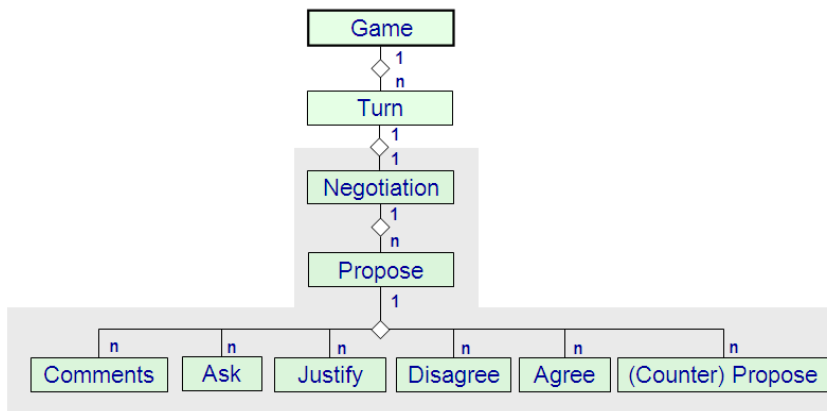 Game
1
n
Turn
1
1
Negotiation
1
n
Propose
1
n n n n n n
Comments Ask Justify Disagree Agree (Counter) Propose